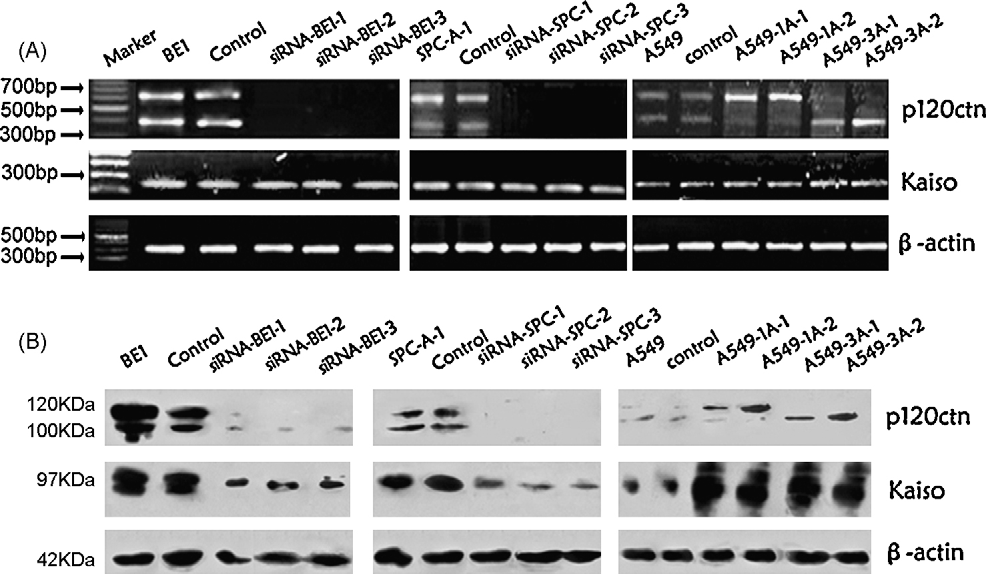 (A)
Marker BE1 Control siRNA-BE1-1 siRNA-BE1-2 siRNA-BE1-3 SPC-A-1 Control siRNA-SPC-1 siRNA-SPC-2 siRNA-SPC-3 A549 control A549-1A-1 A549-1A-2 A549-3A-1 A549-3A-2
700bp
500bp
300bp
p120ctn
300bp
Kaiso
500bp
300bp
β-actin
(B)
BE1 Control siRNA-BE1-1 siRNA-BE1-2 siRNA-BE1-3 SPC-A-1 Control siRNA-SPC-1 siRNA-SPC-2 siRNA-SPC-3 A549 control A549-1A-1 A549-1A-2 A549-3A-1 A549-3A-2
120KDa
100KDa
p120ctn
97KDa
Kaiso
42KDa
β-actin